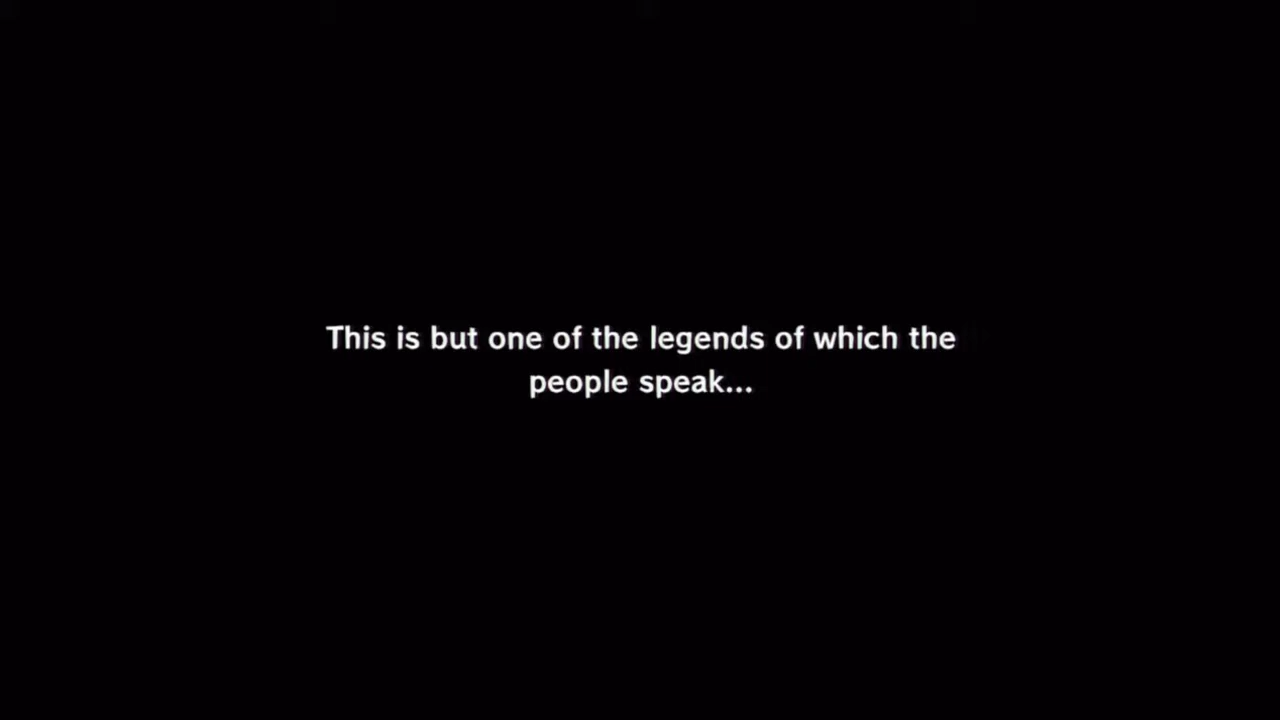 This is but one of the legends of which the
people speak...